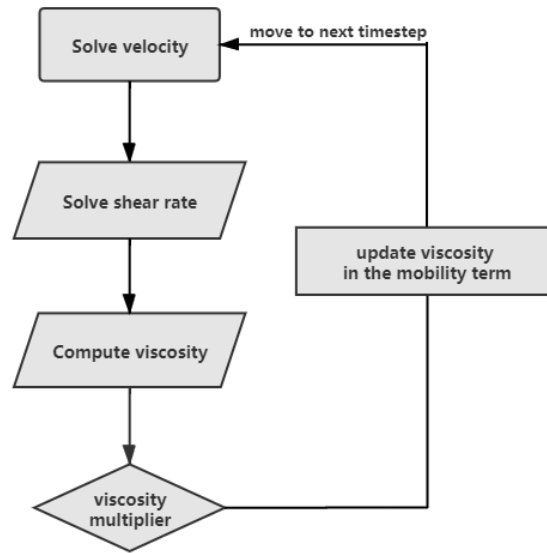 Solve velocity
move to next timestep
Solve shear rate
update viscosity
in the mobility term
Compute viscosity
viscosity
multiplier